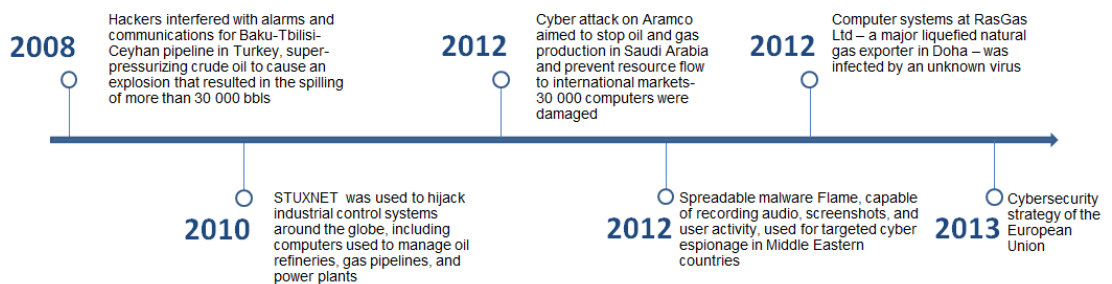 2008
Hackers interfered with alarms and
communications for Baku-Tbilisi-
Ceyhan pipeline in Turkey, super-
pressurizing crude oil to cause an
explosion that resulted in the spilling
of more than 30 000 bbls
2010
STUXNET was used to hijack
industrial control systems
around the globe, including
computers used to manage oil
refineries, gas pipelines, and
power plants
2012
Cyber attack on Aramco
aimed to stop oil and gas
production in Saudi Arabia
and prevent resource flow
to international markets-
30 000 computers were
damaged
2012
Spreadable malware Flame, capable
of recording audio, screenshots, and
user activity, used for targeted cyber
espionage in Middle Eastern
countries
2012
Computer systems at RasGas
Ltd – a major liquefied natural
gas exporter in Doha – was
infected by an unknown virus
2013
Cybersecurity
strategy of the
European
Union